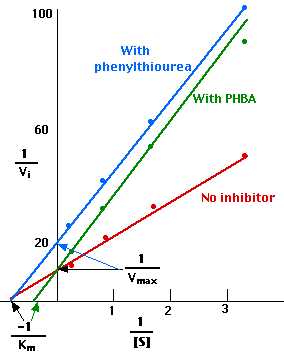 100
With
phenylthiourea
With PHBA
60
1
Vi
No inhibitor
20
1
Vmax
-1
Km
1
2
3
1
[S]